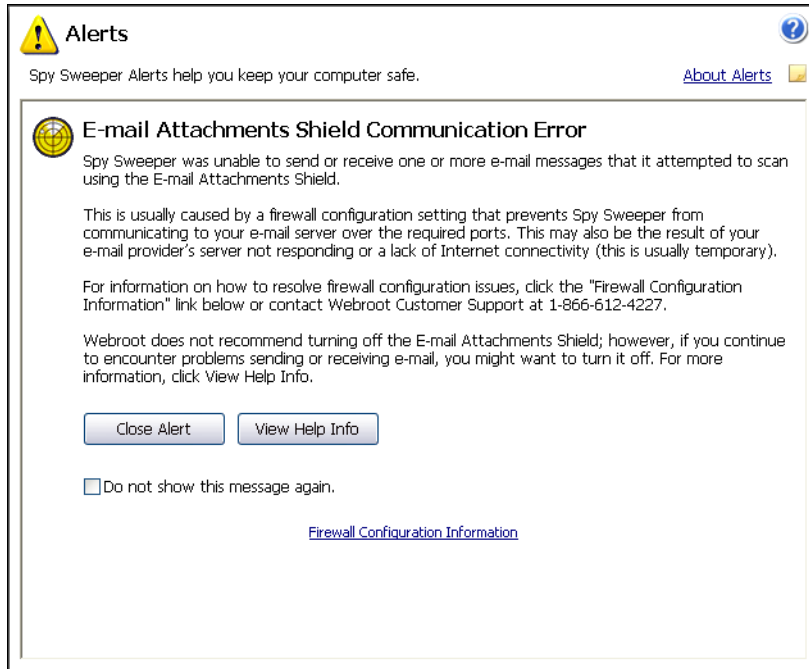 Alerts
Spy Sweeper Alerts help you keep your computer safe.
About Alerts
E-mail Attachments Shield Communication Error
Spy Sweeper was unable to send or receive one or more e-mail messages that it attempted to scan
using the E-mail Attachments Shield.
This is usually caused by a firewall configuration setting that prevents Spy Sweeper from
communicating to your e-mail server over the required ports. This may also be the result of your
e-mail provider's server not responding or a lack of Internet connectivity (this is usually temporary).
For information on how to resolve firewall configuration issues, click the "Firewall Configuration
Information" link below or contact Webroot Customer Support at 1-866-612-4227.
Webroot does not recommend turning off the E-mail Attachments Shield; however, if you continue
to encounter problems sending or receiving e-mail, you might want to turn it off. For more
information, click View Help Info.
Close Alert
View Help Info
Do not show this message again.
Firewall Configuration Information